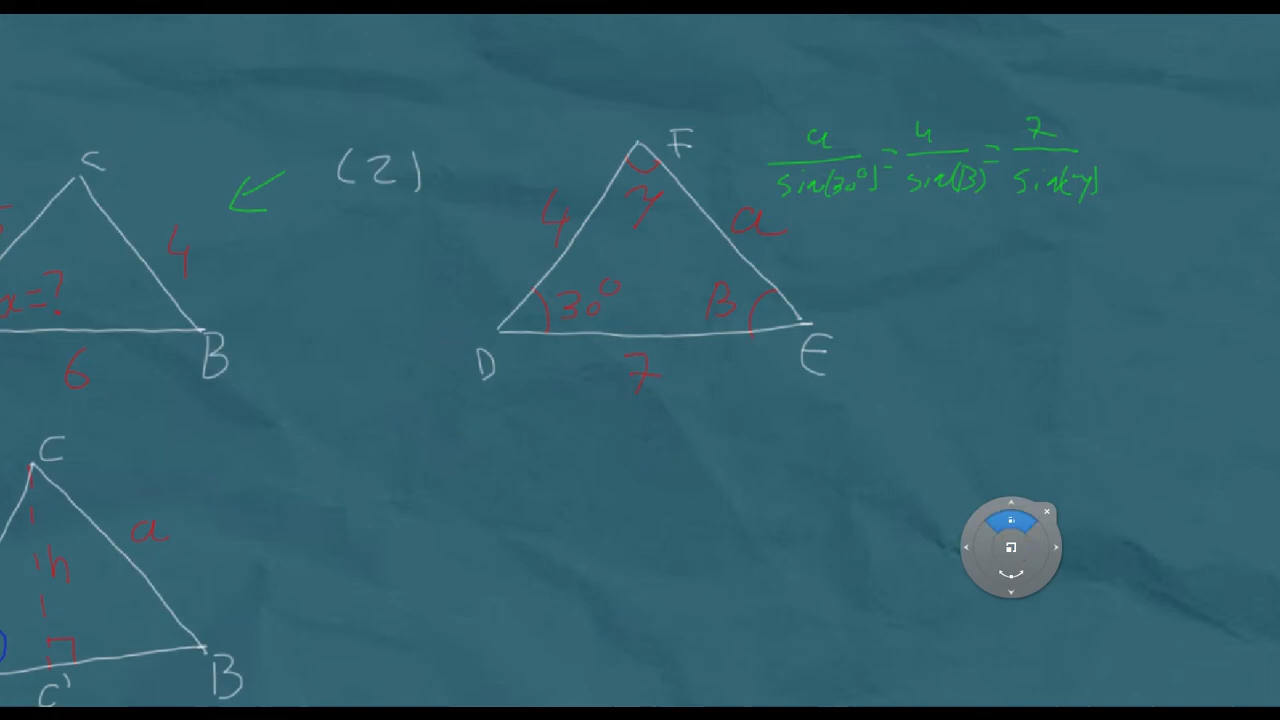 C
4
α=?
6
B
(2)
F
4
γ
a
30°
β
D
7
E
a/sin(30°) = 4/sin(β) = 7/sin(γ)
C
a
h
C'
B